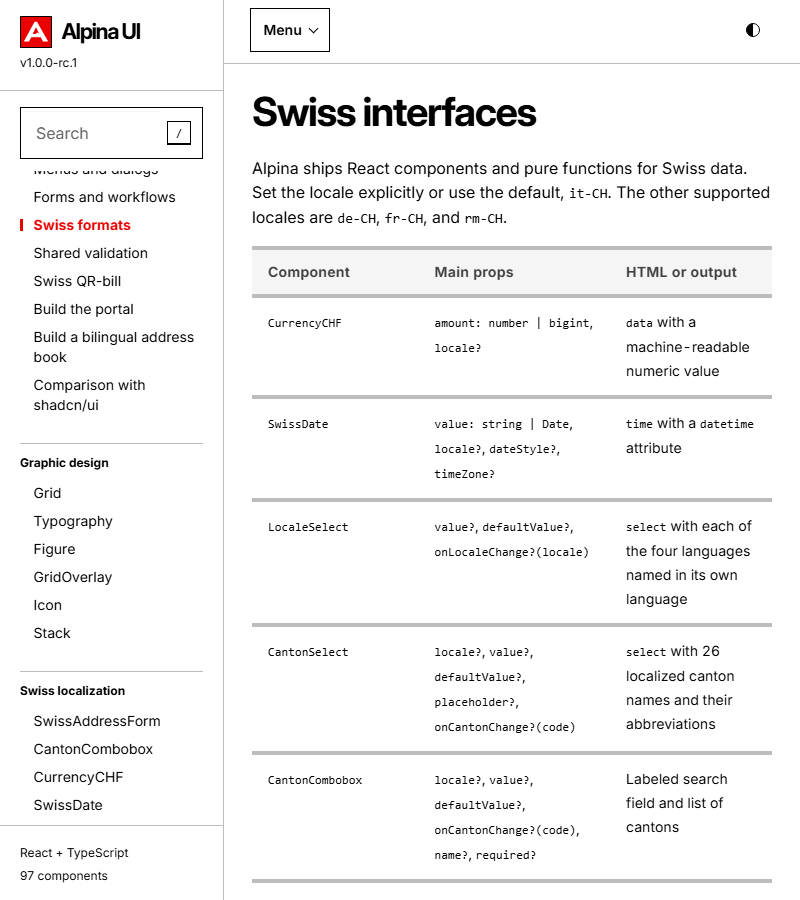 Alpina UI
v1.0.0-rc.1
Search
/
Menus and dialogs
Forms and workflows
Swiss formats
Shared validation
Swiss QR-bill
Build the portal
Build a bilingual address
book
Comparison with
shadcn/ui
Graphic design
Grid
Typography
Figure
GridOverlay
Icon
Stack
Swiss localization
SwissAddressForm
CantonCombobox
CurrencyCHF
SwissDate
React + TypeScript
97 components
Menu
Swiss interfaces
Alpina ships React components and pure functions for Swiss data.
Set the locale explicitly or use the default, it-CH. The other supported
locales are de-CH, fr-CH, and rm-CH.
Component Main props HTML or output
CurrencyCHF
amount: number | bigint,
locale?
data with a
machine-readable
numeric value
SwissDate
value: string | Date,
locale?, dateStyle?,
timeZone?
time with a datetime
attribute
LocaleSelect
value?, defaultValue?,
onLocaleChange?(locale)
select with each of
the four languages
named in its own
language
CantonSelect
locale?, value?,
defaultValue?,
placeholder?,
onCantonChange?(code)
select with 26
localized canton
names and their
abbreviations
CantonCombobox
locale?, value?,
defaultValue?,
onCantonChange?(code),
name?, required?
Labeled search
field and list of
cantons